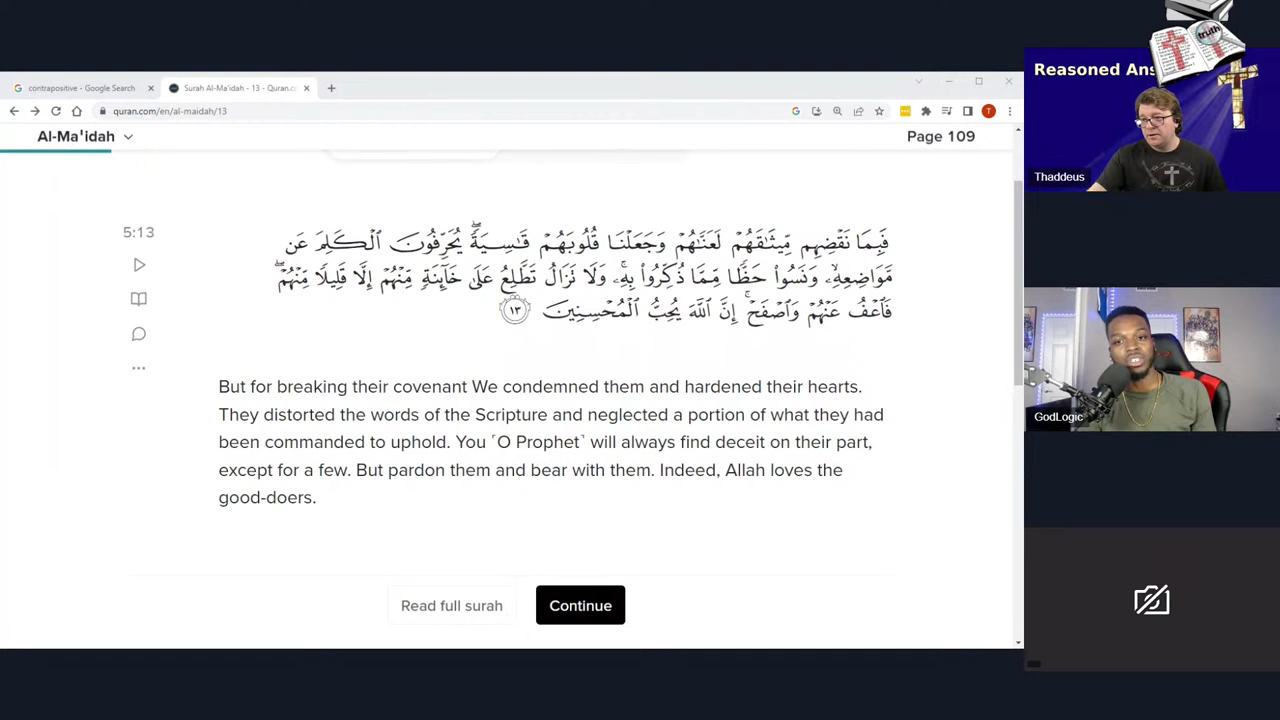 contrapositive - Google Search
Surah Al-Ma'idah - 13 - Quran.c
quran.com/en/al-maidah/13
T
Al-Ma'idah
Page 109
5:13
فَبِمَا نَقْضِهِم مِّيثَـٰقَهُمْ لَعَنَّـٰهُمْ وَجَعَلْنَا قُلُوبَهُمْ قَـٰسِيَةً ۖ يُحَرِّفُونَ ٱلْكَلِمَ عَن
مَّوَاضِعِهِۦ ۙ وَنَسُوا۟ حَظًّا مِّمَّا ذُكِّرُوا۟ بِهِۦ ۚ وَلَا تَزَالُ تَطَّلِعُ عَلَىٰ خَآئِنَةٍ مِّنْهُمْ إِلَّا قَلِيلًا مِّنْهُمْ ۖ
فَٱعْفُ عَنْهُمْ وَٱصْفَحْ ۚ إِنَّ ٱللَّهَ يُحِبُّ ٱلْمُحْسِنِينَ ١٣
But for breaking their covenant We condemned them and hardened their hearts.
They distorted the words of the Scripture and neglected a portion of what they had
been commanded to uphold. You ˹O Prophet˺ will always find deceit on their part,
except for a few. But pardon them and bear with them. Indeed, Allah loves the
good-doers.
Read full surah
Continue
Reasoned Ans
truth
Thaddeus
GodLogic